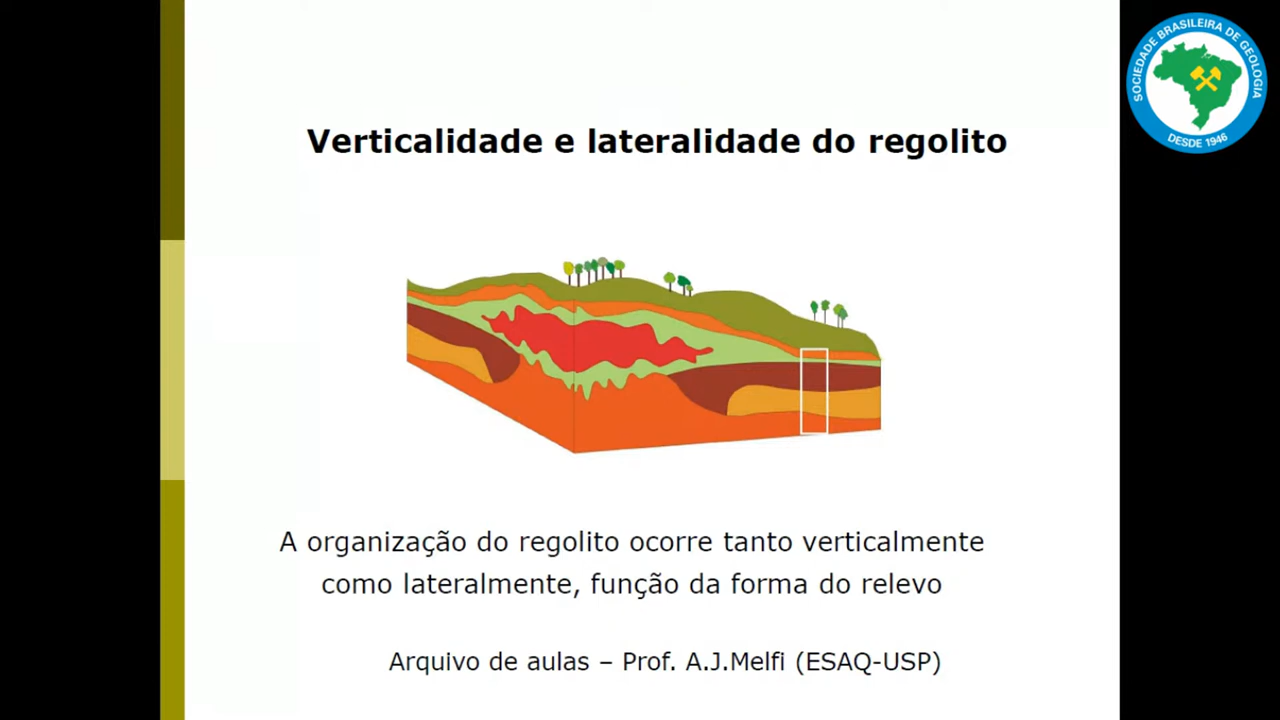 Verticalidade e lateralidade do regolito
SOCIEDADE BRASILEIRA DE GEOLOGIA
DESDE 1946
A organização do regolito ocorre tanto verticalmente
como lateralmente, função da forma do relevo
Arquivo de aulas – Prof. A.J.Melfi (ESAQ-USP)